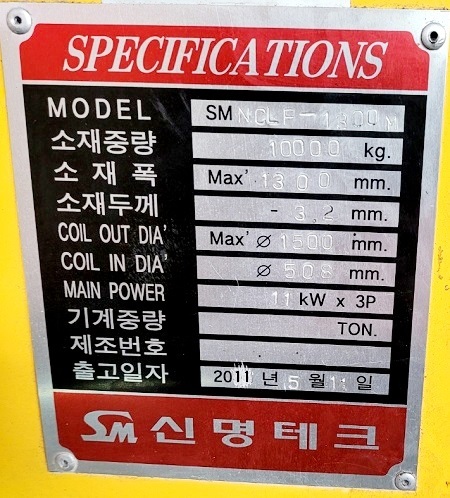 SPECIFICATIONS
MODEL SM NCLF-1300M
소재중량 10000 kg.
소재폭 Max' 1300 mm.
소재두께 - 3.2 mm.
COIL OUT DIA' Max' Ø 1500 mm.
COIL IN DIA' Ø 508 mm.
MAIN POWER 11 kW x 3P
기계중량 TON.
제조번호
출고일자 2011 년 5 월 11 일
SM 신명테크